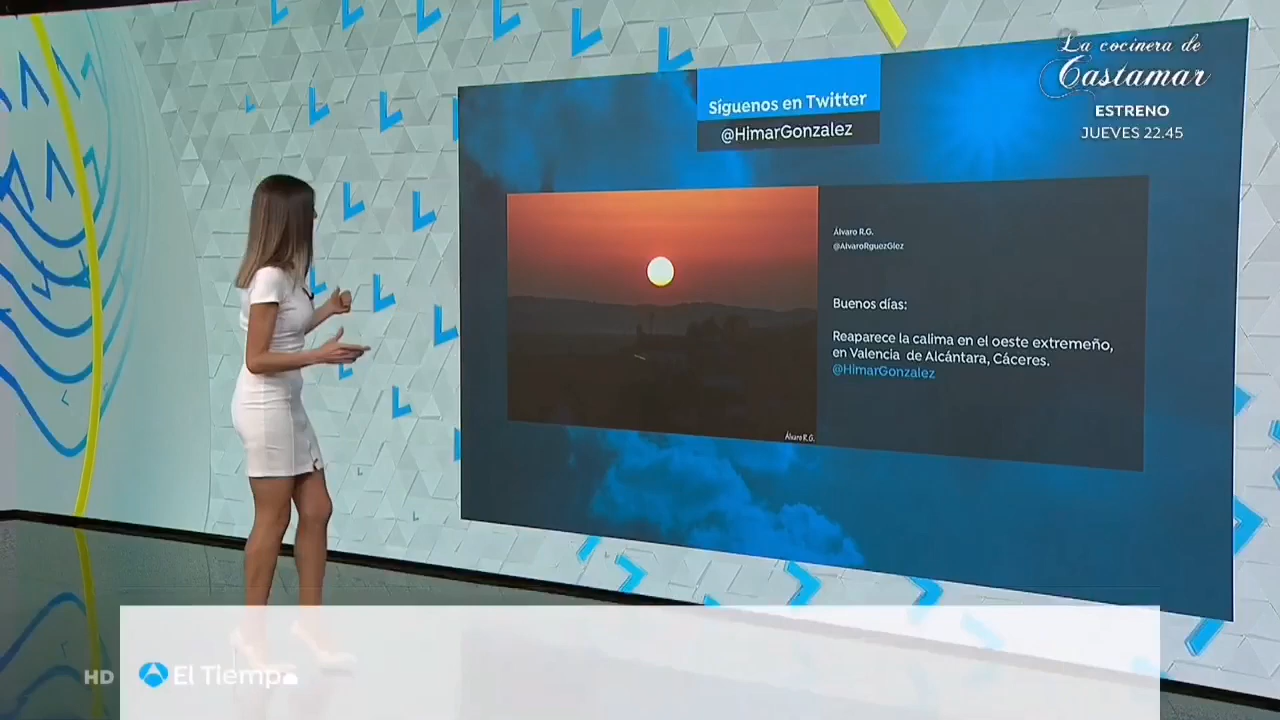 La cocinera de
Castamar
ESTRENO
JUEVES 22.45
Síguenos en Twitter
@HimarGonzalez
Álvaro R.G.
@AlvaroRguezGlez
Buenos días:
Reaparece la calima en el oeste extremeño,
en Valencia de Alcántara, Cáceres.
@HimarGonzalez
Álvaro R.G.
HD
El Tiempo